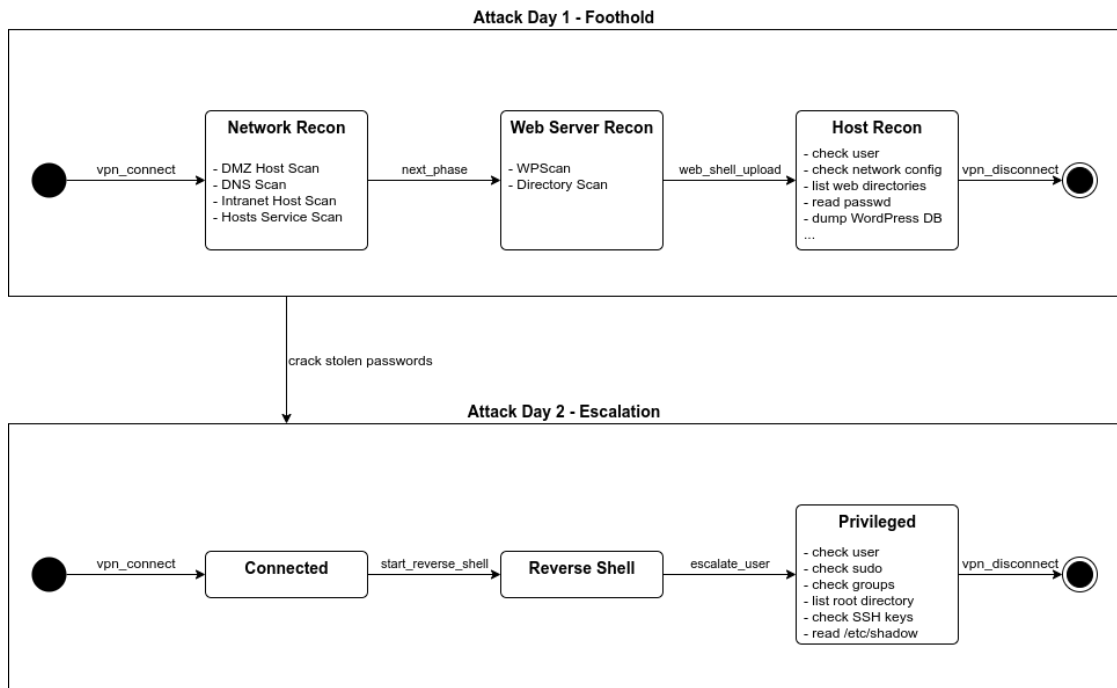 Attack Day 1 - Foothold
vpn_connect
Network Recon
- DMZ Host Scan
- DNS Scan
- Intranet Host Scan
- Hosts Service Scan
next_phase
Web Server Recon
- WPScan
- Directory Scan
web_shell_upload
Host Recon
- check user
- check network config
- list web directories
- read passwd
- dump WordPress DB
...
vpn_disconnect
crack stolen passwords
Attack Day 2 - Escalation
vpn_connect
Connected
start_reverse_shell
Reverse Shell
escalate_user
Privileged
- check user
- check sudo
- check groups
- list root directory
- check SSH keys
- read /etc/shadow
vpn_disconnect